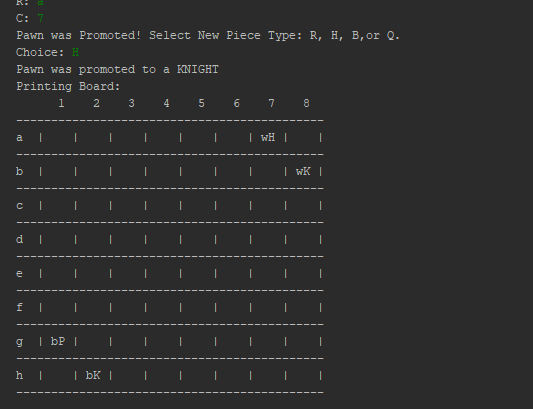 R: a
C: 7
Pawn was Promoted! Select New Piece Type: R, H, B,or Q.
Choice: H
Pawn was promoted to a KNIGHT
Printing Board:
1 2 3 4 5 6 7 8
--------------------------------------------
a | | | | | | | wH | |
--------------------------------------------
b | | | | | | | | wK |
--------------------------------------------
c | | | | | | | | |
--------------------------------------------
d | | | | | | | | |
--------------------------------------------
e | | | | | | | | |
--------------------------------------------
f | | | | | | | | |
--------------------------------------------
g | bP | | | | | | | |
--------------------------------------------
h | | bK | | | | | | |
--------------------------------------------